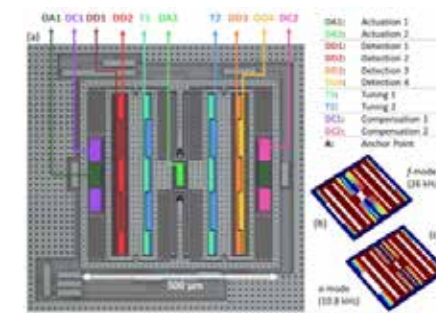 DA1 DC1 DD1 DD2 T1 DA2 T2 DD3 DD4 DC2
(a)
A
A
500 μm
DA1: Actuation 1
DA2: Actuation 2
DD1: Detection 1
DD2: Detection 2
DD3: Detection 3
DD4: Detection 4
T1: Tuning 1
T2: Tuning 2
DC1: Compensation 1
DC2: Compensation 2
A: Anchor Point
(b)
f-mode
(26 kHz)
a-mode
(10.8 kHz)